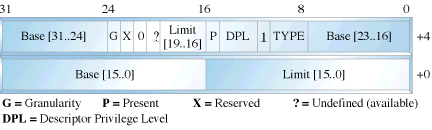 31 24 16 8 0
Base [31..24] G X 0 ? Limit [19..16] P DPL 1 TYPE Base [23..16] +4
Base [15..0] Limit [15..0] +0
G = Granularity P = Present X = Reserved ? = Undefined (available)
DPL = Descriptor Privilege Level